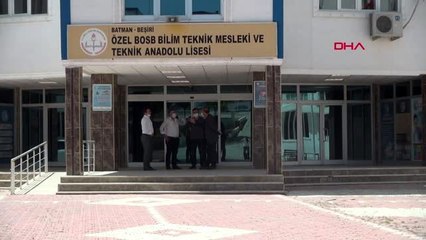 DHA
BATMAN - BEŞİRİ
ÖZEL BOSB BİLİM TEKNİK MESLEKİ VE
TEKNİK ANADOLU LİSESİ